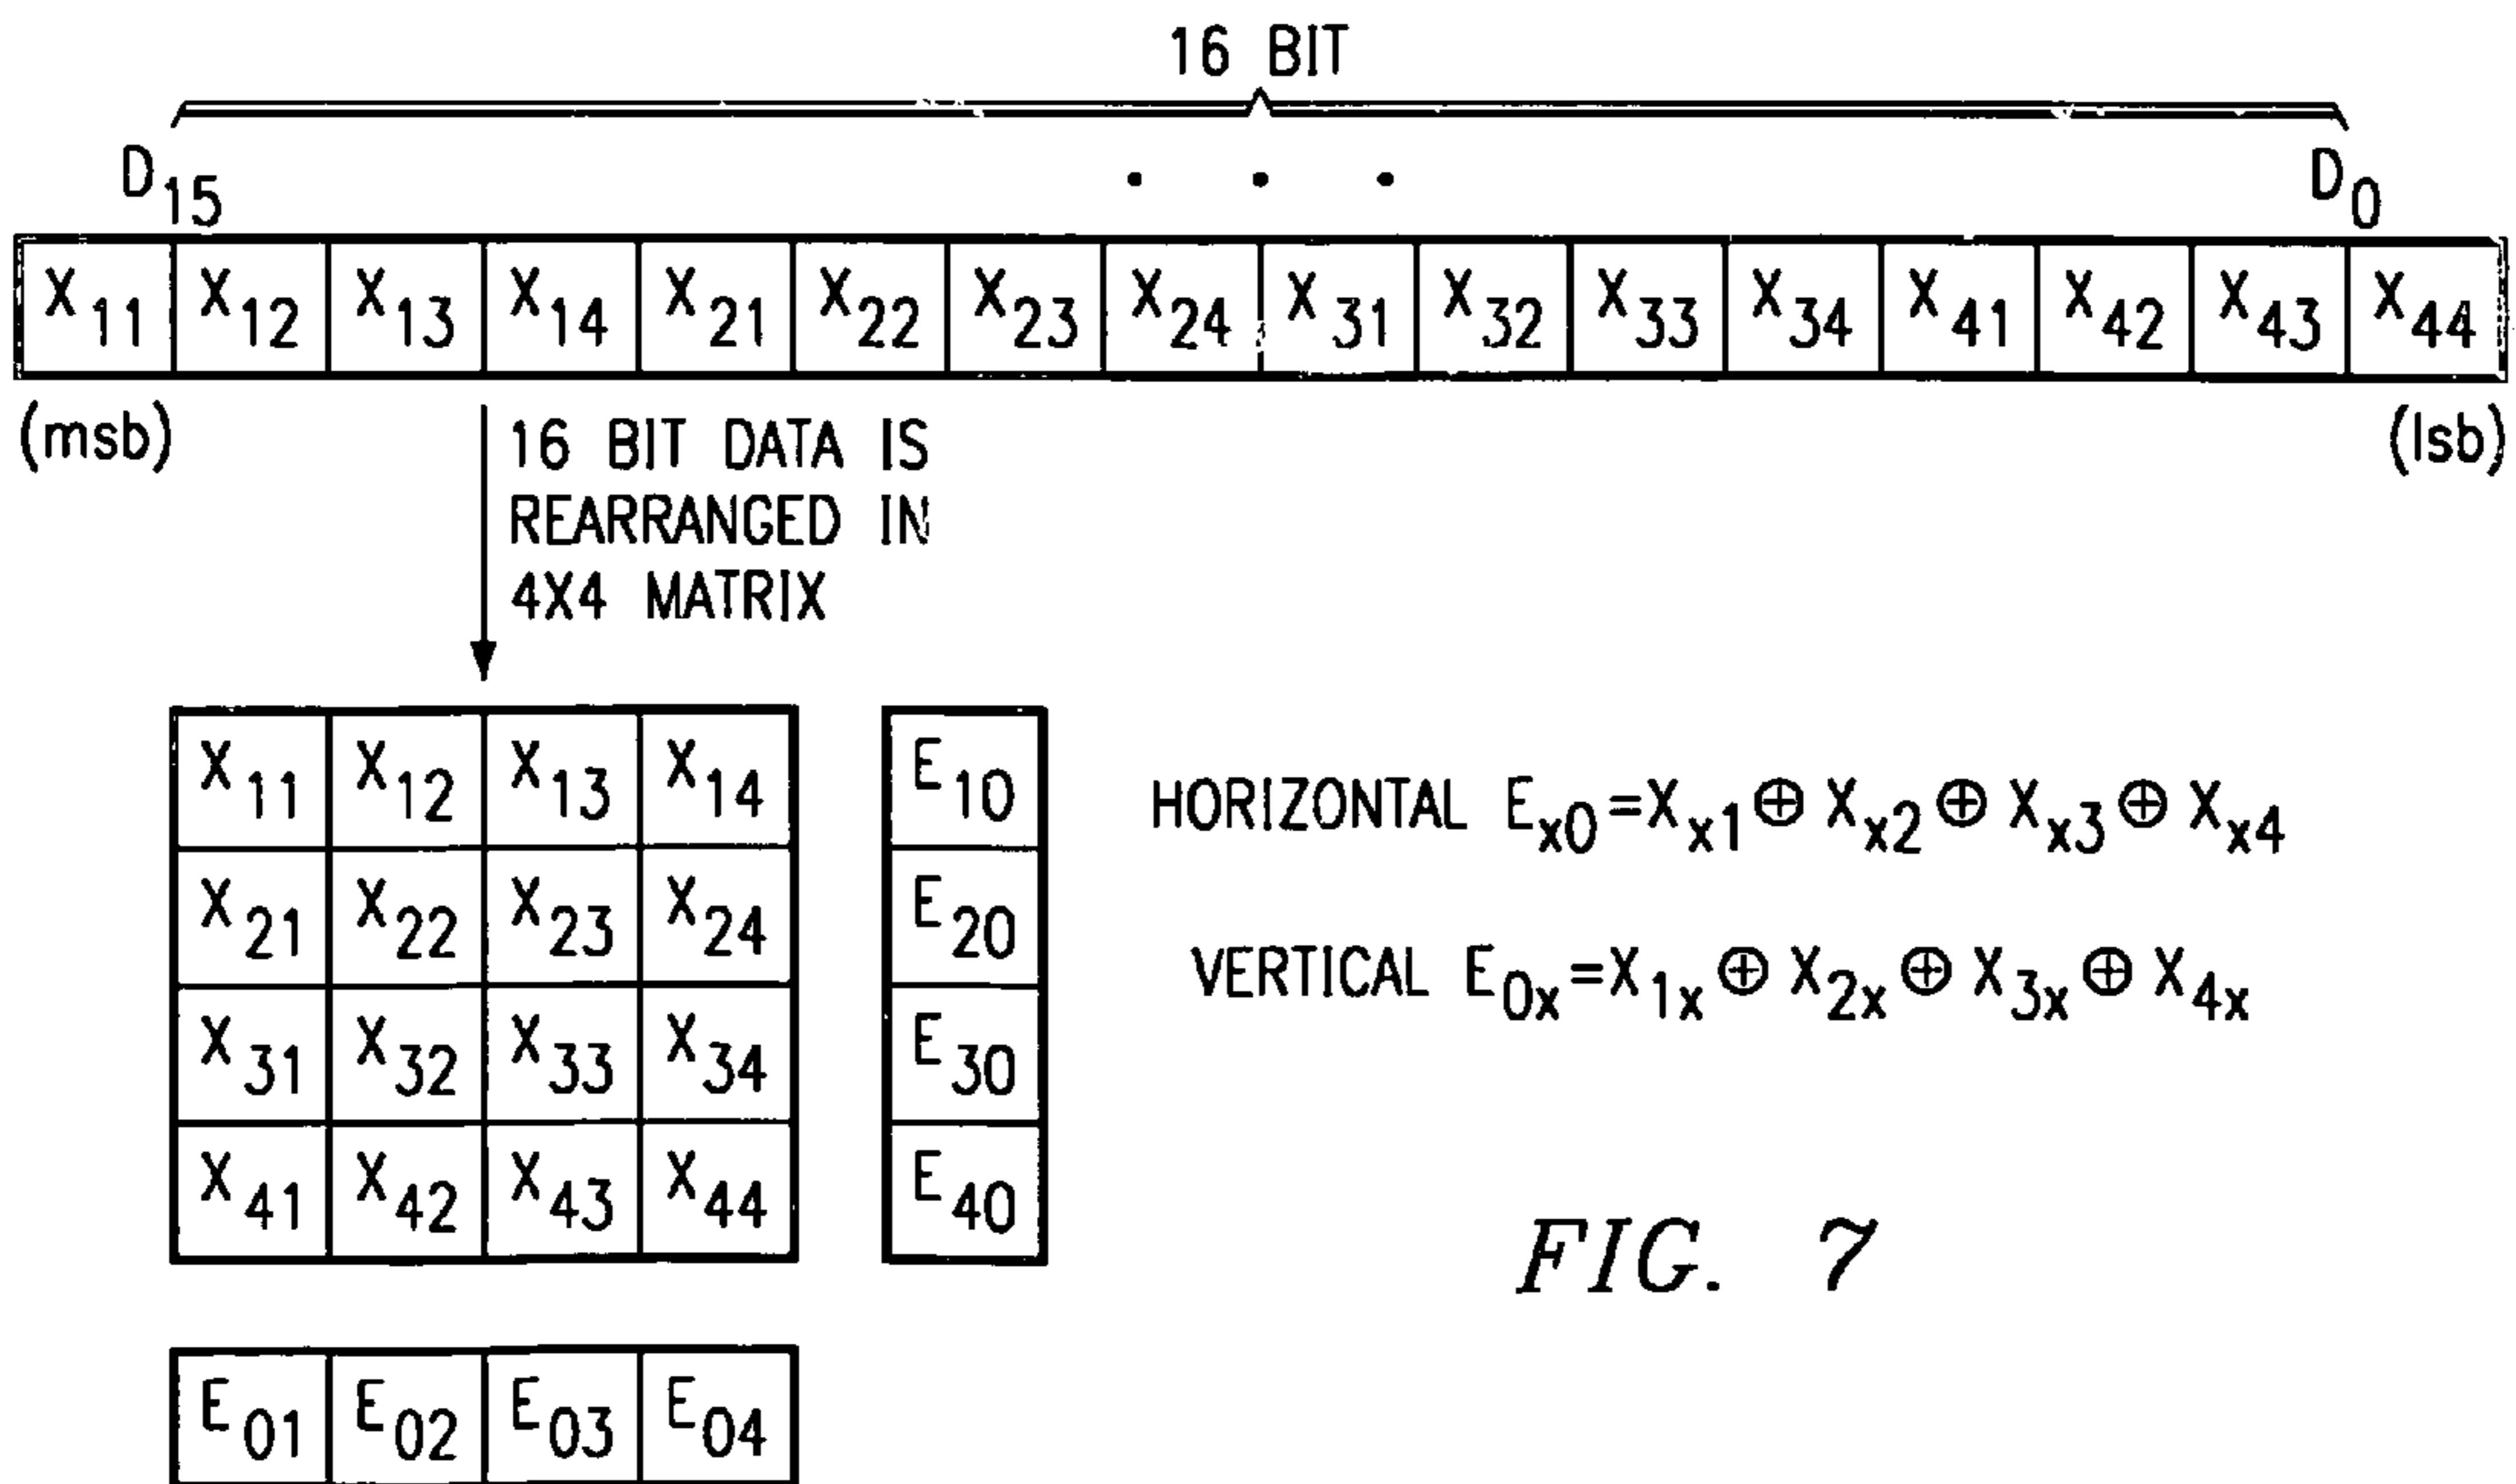 16 BIT
D15 . . . D0
X11 X12 X13 X14 X21 X22 X23 X24 X31 X32 X33 X34 X41 X42 X43 X44
(msb) (lsb)
16 BIT DATA IS
REARRANGED IN
4X4 MATRIX
X11 X12 X13 X14 E10
X21 X22 X23 X24 E20
X31 X32 X33 X34 E30
X41 X42 X43 X44 E40
E01 E02 E03 E04
HORIZONTAL Ex0=Xx1⊕Xx2⊕Xx3⊕Xx4
VERTICAL E0x=X1x⊕X2x⊕X3x⊕X4x
FIG. 7